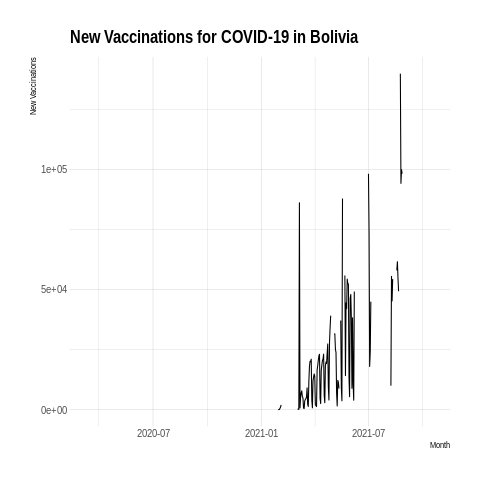 New Vaccinations for COVID-19 in Bolivia
New Vaccinations
1e+05
5e+04
0e+00
2020-07 2021-01 2021-07
Month